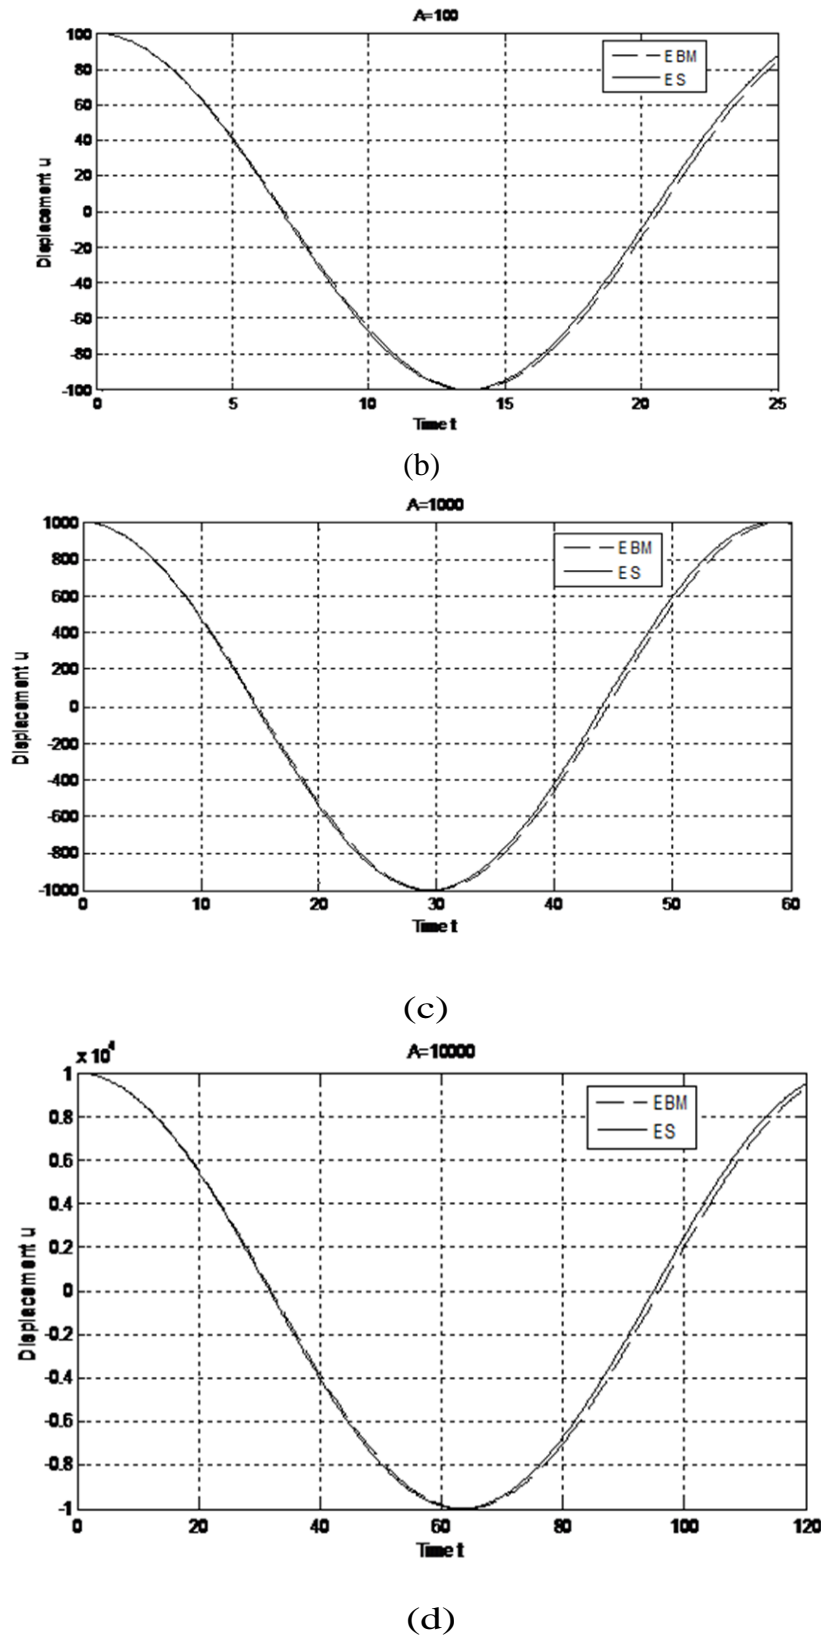 A=100
100
80
60
40
20
0
-20
-40
-60
-80
-100
Displacement u
EBM
ES
0 5 10 15 20 25
Time t
(b)
A=1000
1000
800
600
400
200
0
-200
-400
-600
-800
-1000
Displacement u
EBM
ES
0 10 20 30 40 50 60
Time t
(c)
x 10^4
A=10000
1
0.8
0.6
0.4
0.2
0
-0.2
-0.4
-0.6
-0.8
-1
Displacement u
EBM
ES
0 20 40 60 80 100 120
Time t
(d)